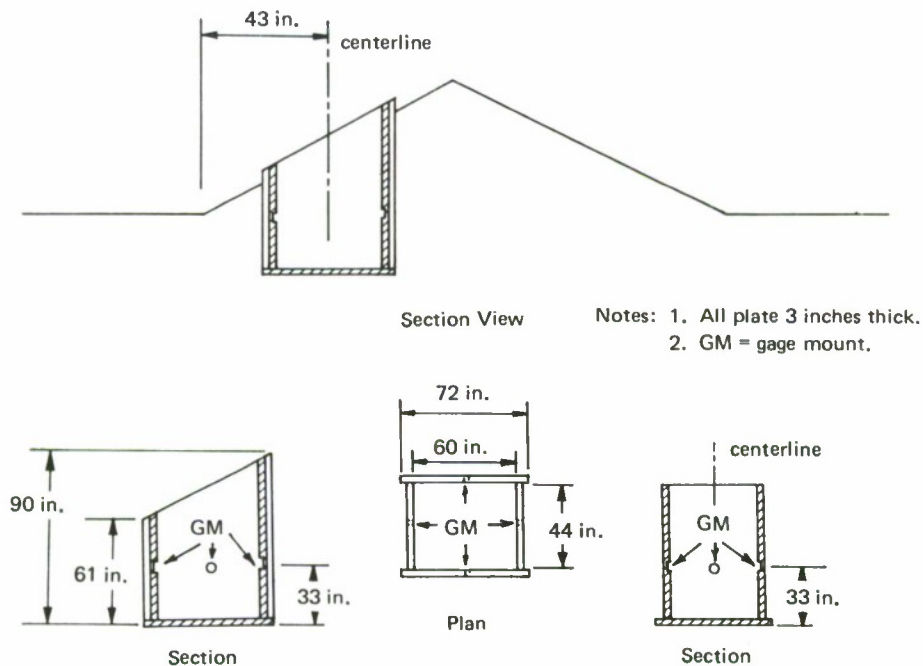 43 in.
centerline
Section View
Notes: 1. All plate 3 inches thick.
2. GM = gage mount.
72 in.
60 in.
GM
44 in.
Plan
90 in.
61 in.
GM
33 in.
Section
centerline
GM
33 in.
Section